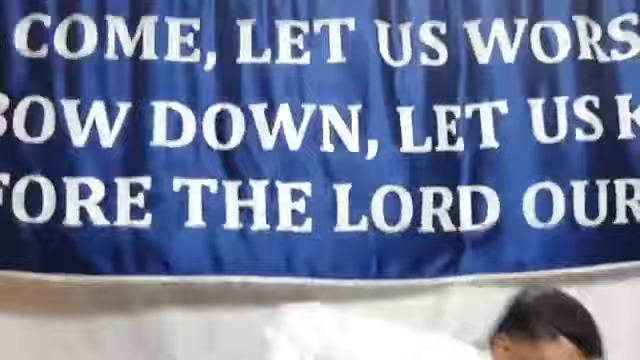 COME, LET US WORS
BOW DOWN, LET US K
FORE THE LORD OUR